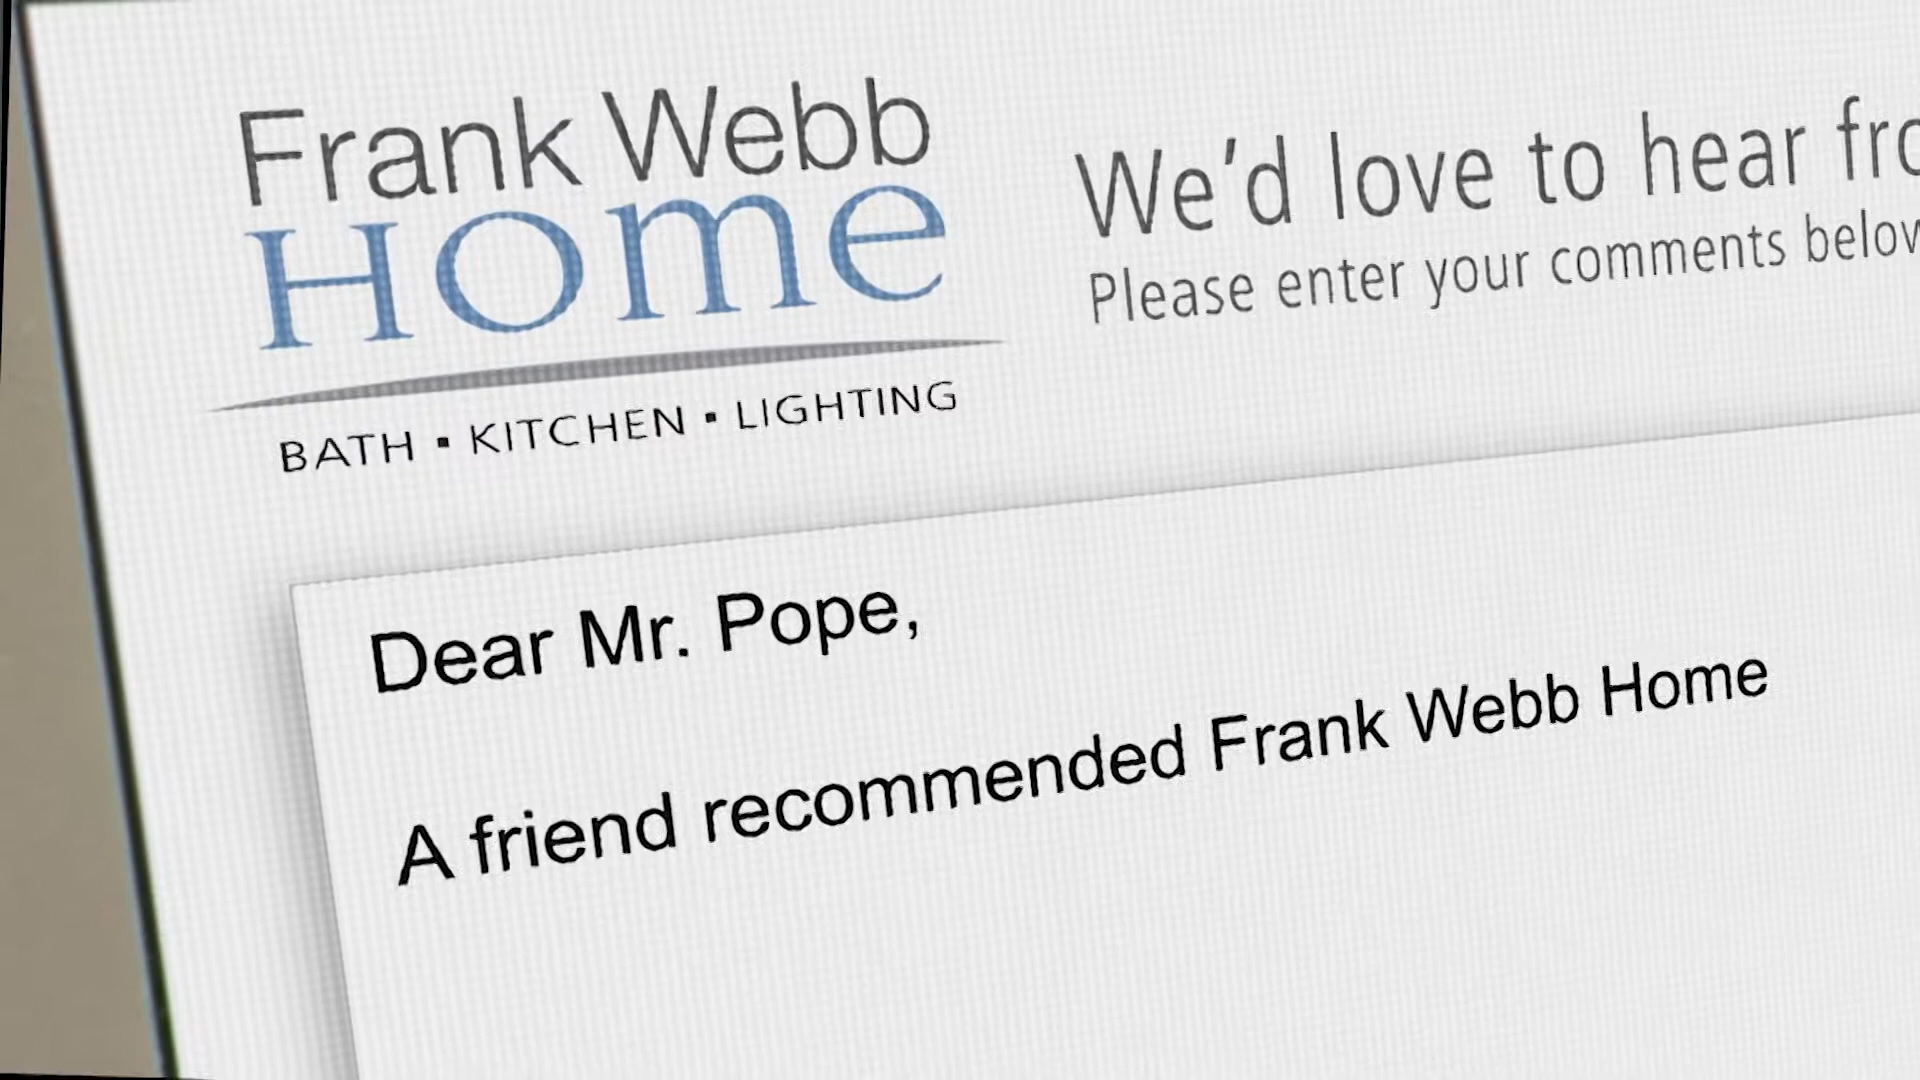 Frank Webb
Home
BATH ▪ KITCHEN ▪ LIGHTING
We'd love to hear
Please enter your comments
Dear Mr. Pope,
A friend recommended Frank Webb Home